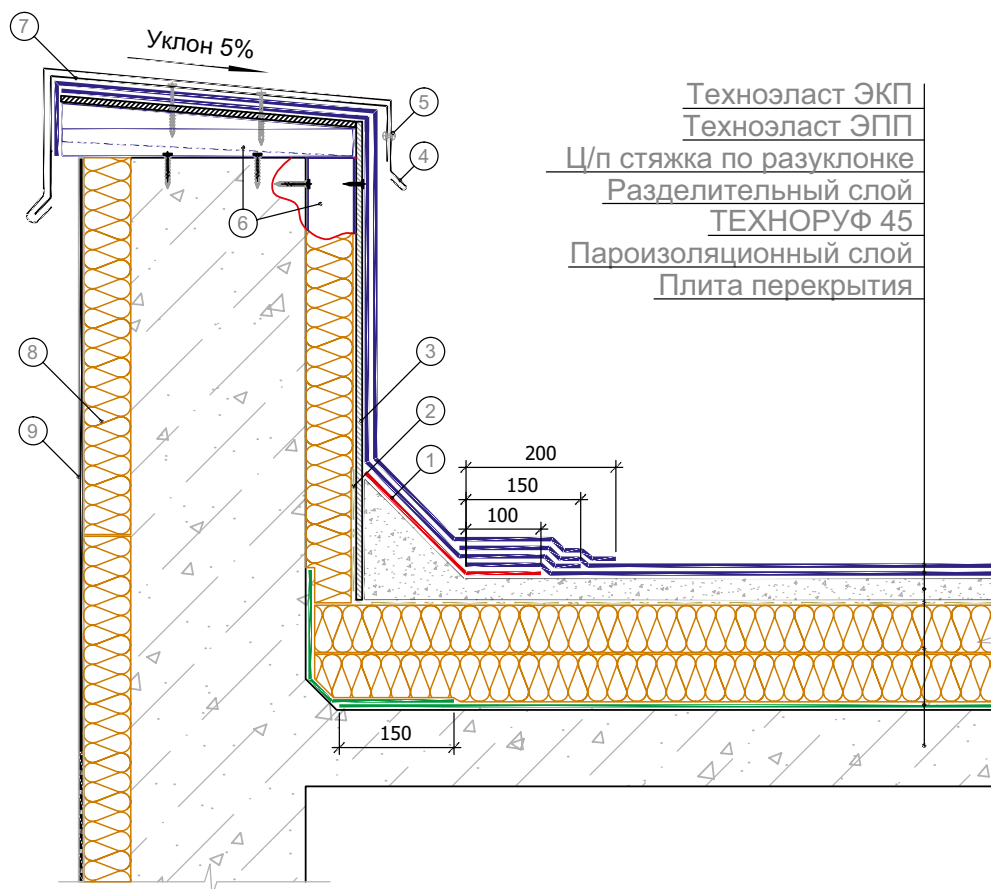 7
Уклон 5%
5
4
6
Техноэласт ЭКП
Техноэласт ЭПП
Ц/п стяжка по разуклонке
Разделительный слой
ТЕХНОРУФ 45
Пароизоляционный слой
Плита перекрытия
8
3
2
9
1
200
150
100
150